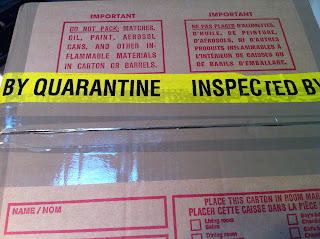 IMPORTANT
DO NOT PACK: MATCHES,
OIL, PAINT, AEROSOL
CANS, AND OTHER IN-
FLAMMABLE MATERIALS
IN CARTON OR BARRELS.
IMPORTANT
NE PAS PLACER D'ALLUMETTES,
D'HUILE, DE PEINTURE,
D'AÉROSOLS, NI D'AUTRES
PRODUITS INFLAMMABLES À
L'INTÉRIEUR DE CAISSES OU
DE BARILS D'EMBALLAGE.
BY QUARANTINE INSPECTED BY
PLACE THIS CARTON IN ROOM
PLACER CETTE CAISSE DANS LA PIÈCE
NAME / NOM
Living room
Salon
Dining room